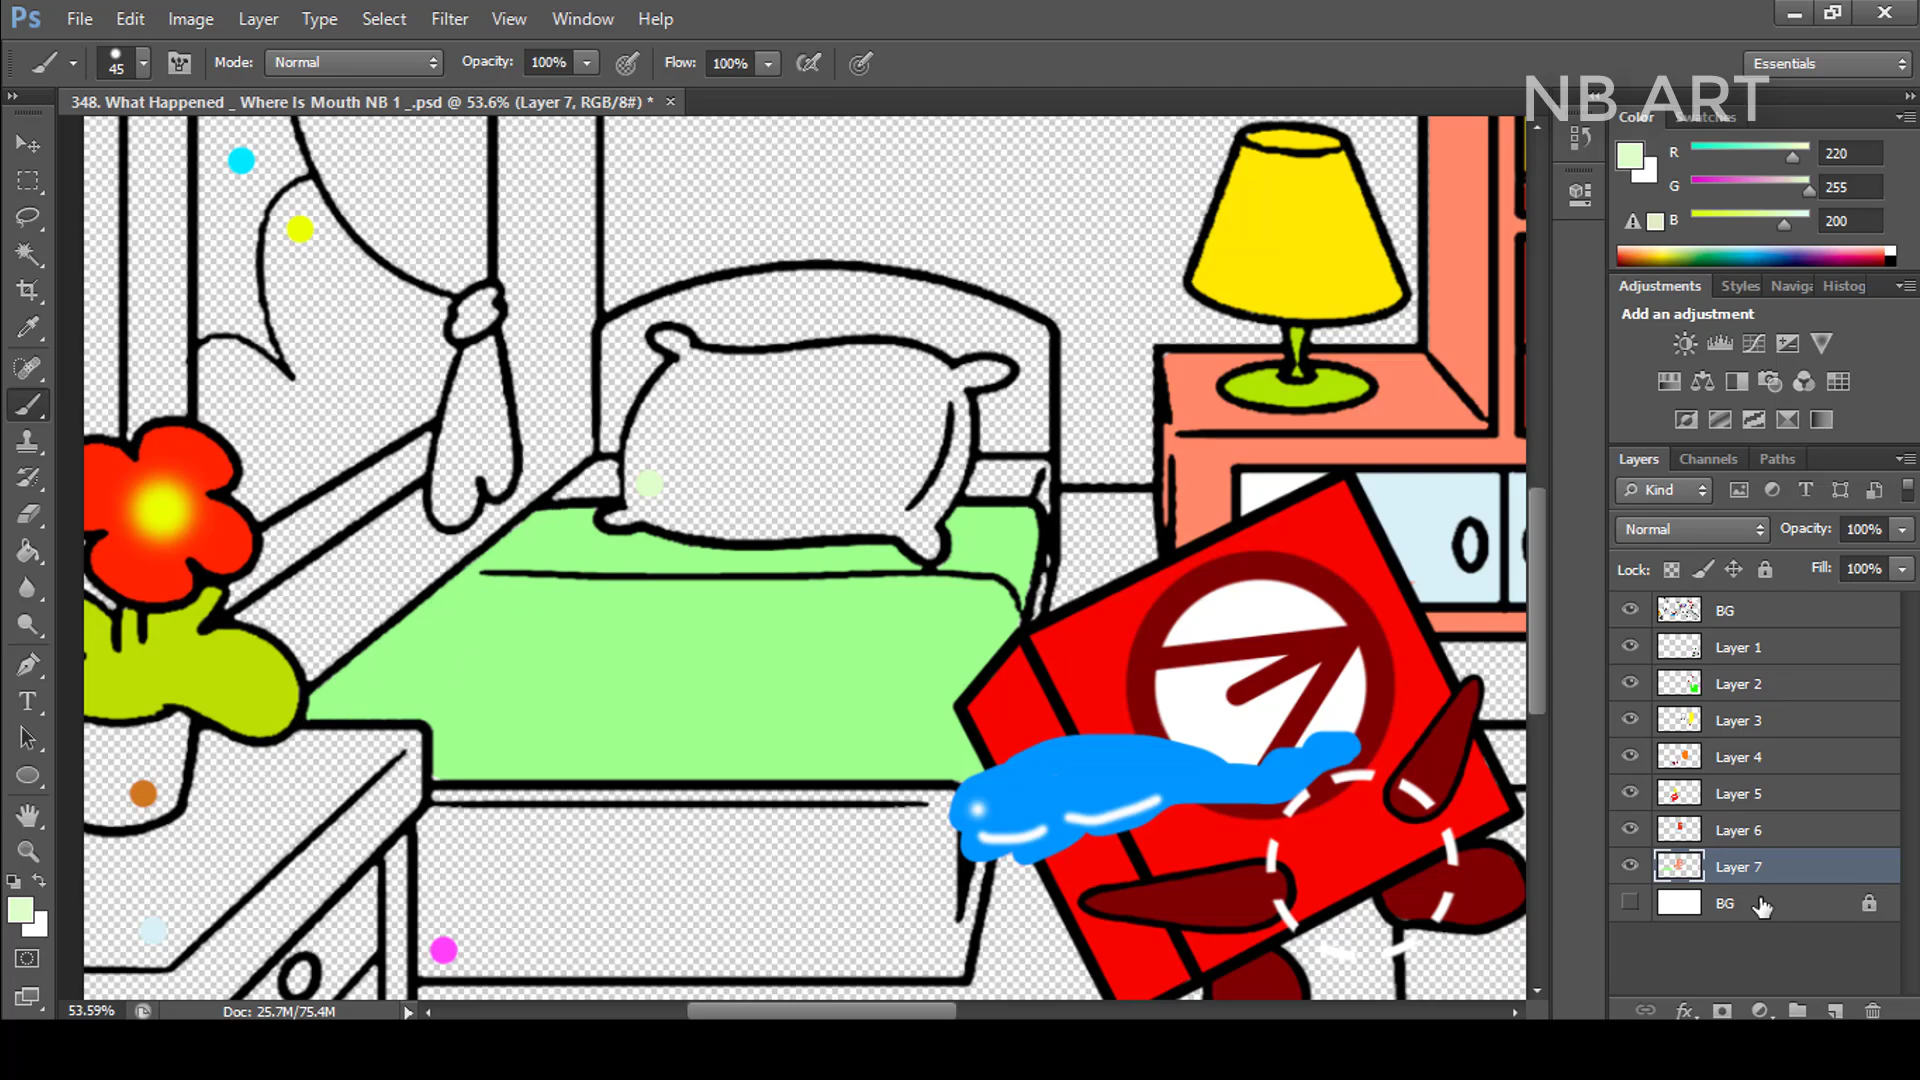 Ps File Edit Image Layer Type Select Filter View Window Help
45 Mode: Normal Opacity: 100% Flow: 100% Essentials
NB ART
348. What Happened _ Where Is Mouth NB 1 _.psd @ 53.6% (Layer 7, RGB/8#) *
Color Swatches
R 220
G 255
B 200
Adjustments Styles Naviga Histog
Add an adjustment
Layers Channels Paths
Kind
Normal Opacity: 100%
Lock: Fill: 100%
BG
Layer 1
Layer 2
Layer 3
Layer 4
Layer 5
Layer 6
Layer 7
BG
53.59% Doc: 25.7M/75.4M
fx